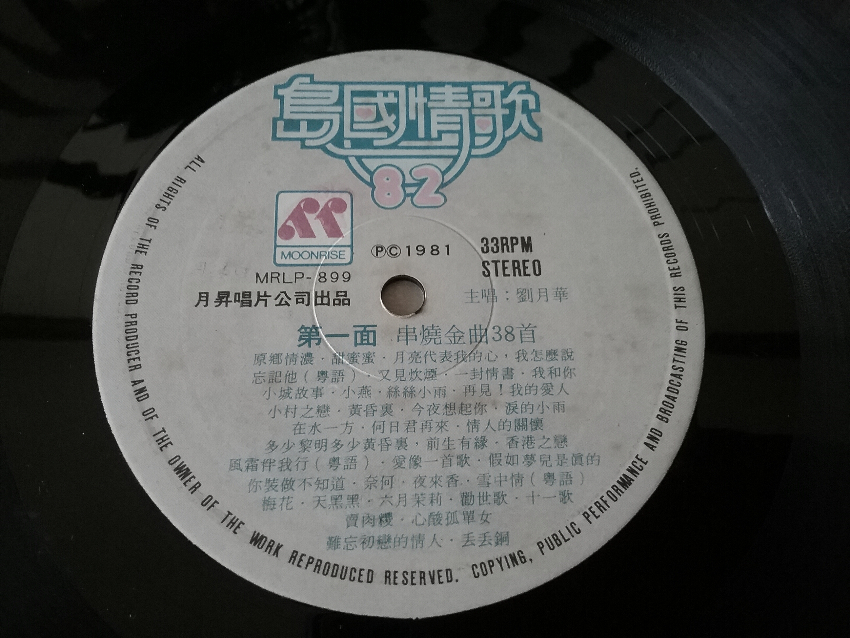 島國情歌
82
MOONRISE
MRLP-899
月昇唱片公司出品
ⓅⒸ1981
33RPM
STEREO
主唱：劉月華
第一面 串燒金曲38首
原鄉情濃·甜蜜蜜·月亮代表我的心·我怎麼說
忘記他(粵語)·又見炊煙·一封情書·我和你
小城故事·小燕·絲絲小雨·再見！我的愛人
小村之戀·黃昏裏·今夜想起你·淚的小雨
在水一方·何日君再來·情人的關懷
多少黎明多少黃昏裏，前生有緣·香港之戀
風霜伴我行(粵語)·愛像一首歌·假如夢兒是眞的
你裝做不知道·奈何·夜來香·雪中情(粵語)
梅花·天黑黑·六月茉莉·勸世歌·十一歌
賣肉糉·心酸孤單女
難忘初戀的情人·丢丢銅
ALL RIGHTS OF THE RECORD PRODUCER AND OF THE OWNER OF THE WORK REPRODUCED RESERVED. COPYING, PUBLIC PERFORMANCE AND BROADCASTING OF THIS RECORDS PROHIBITED.